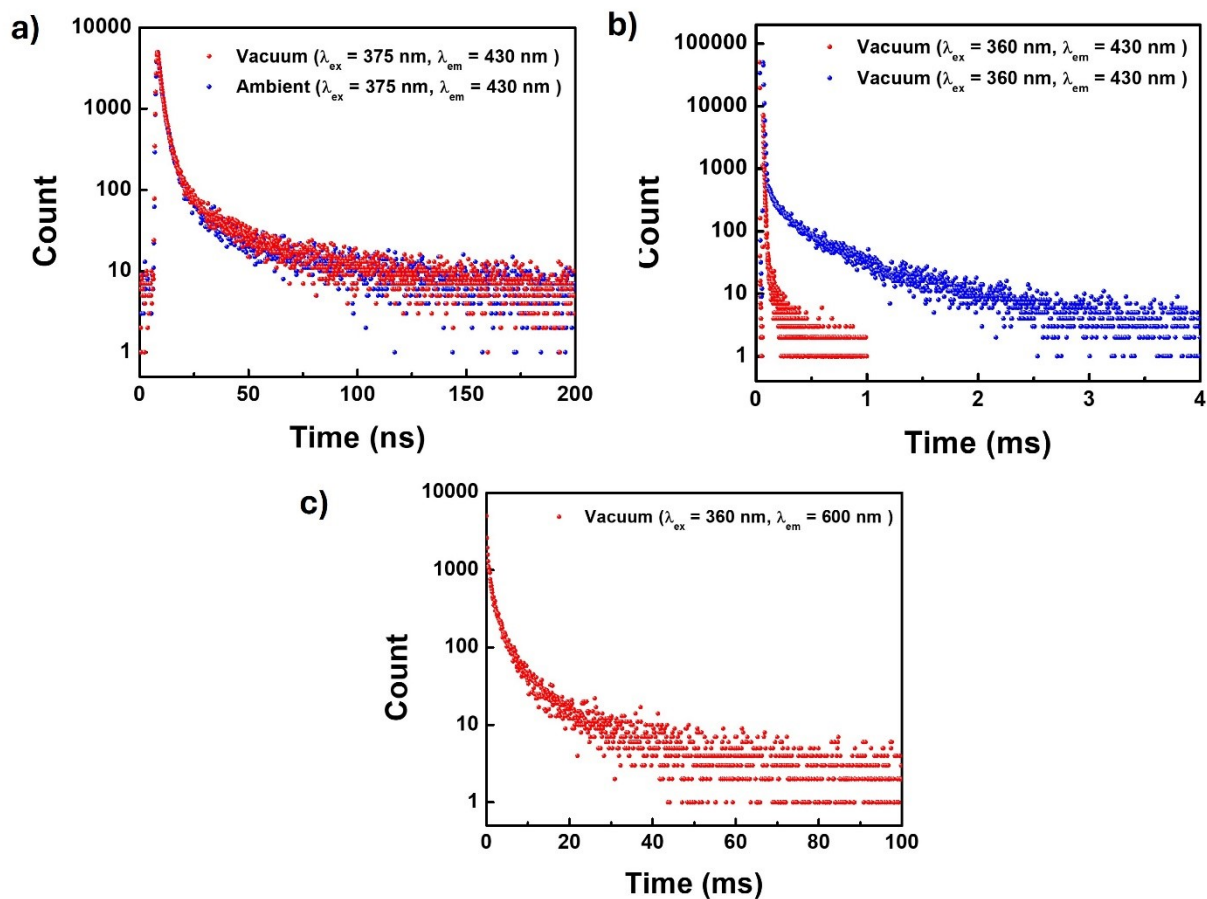 a)
10000
1000
100
10
1
Count
Vacuum (λex = 375 nm, λem = 430 nm )
Ambient (λex = 375 nm, λem = 430 nm )
0 50 100 150 200
Time (ns)
b)
100000
10000
1000
100
10
1
Count
Vacuum (λex = 360 nm, λem = 430 nm )
Vacuum (λex = 360 nm, λem = 430 nm )
0 1 2 3 4
Time (ms)
c)
10000
1000
100
10
1
Count
Vacuum (λex = 360 nm, λem = 600 nm )
0 20 40 60 80 100
Time (ms)